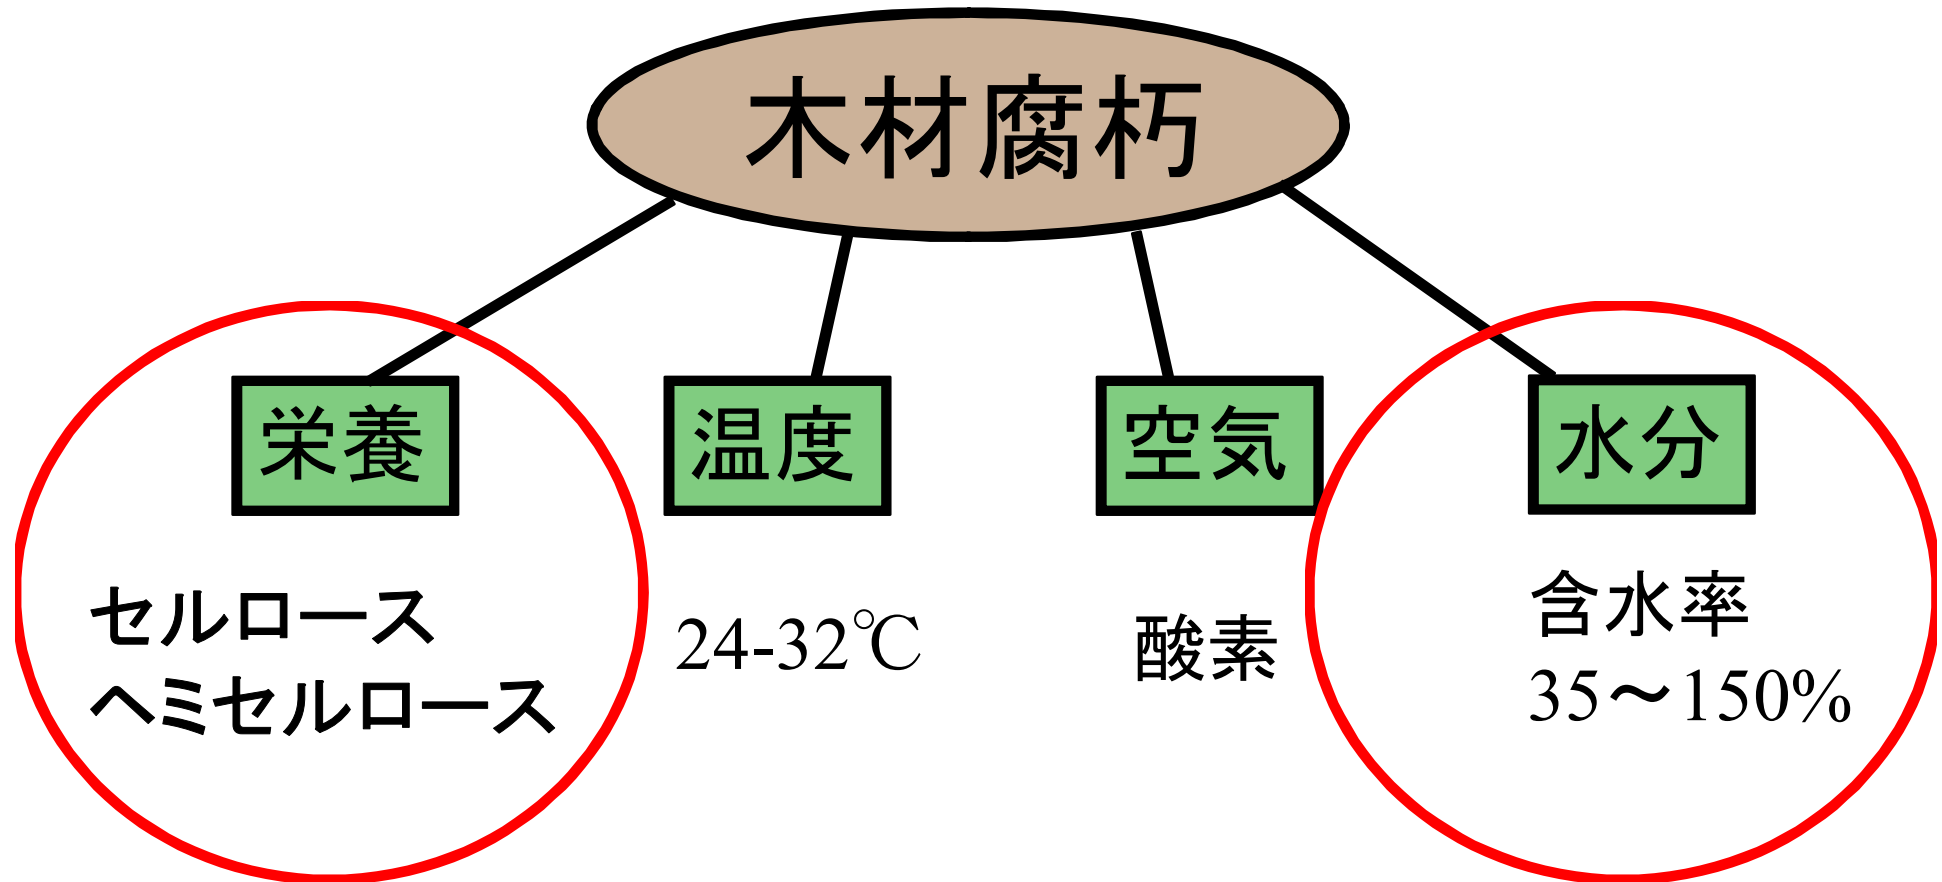 木材腐朽
栄養
温度
空気
水分
セルロース
ヘミセルロース
24-32℃
酸素
含水率
35〜150%